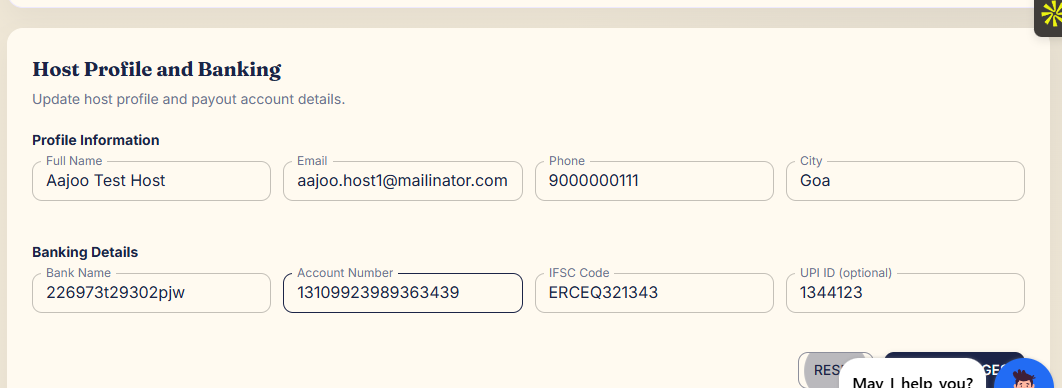 Host Profile and Banking
Update host profile and payout account details.
Profile Information
Full Name Email Phone City
Aajoo Test Host aajoo.host1@mailinator.com 9000000111 Goa
Banking Details
Bank Name Account Number IFSC Code UPI ID (optional)
226973t29302pjw 13109923989363439 ERCEQ321343 1344123
May I help you?